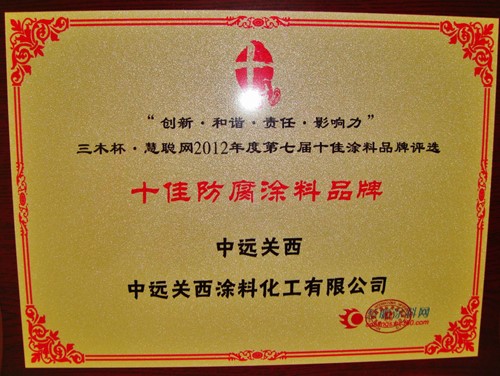 “创新·和谐·责任·影响力”
三木杯·慧聪网2012年度第七届十佳涂料品牌评选
十佳防腐涂料品牌
中远关西
中远关西涂料化工有限公司